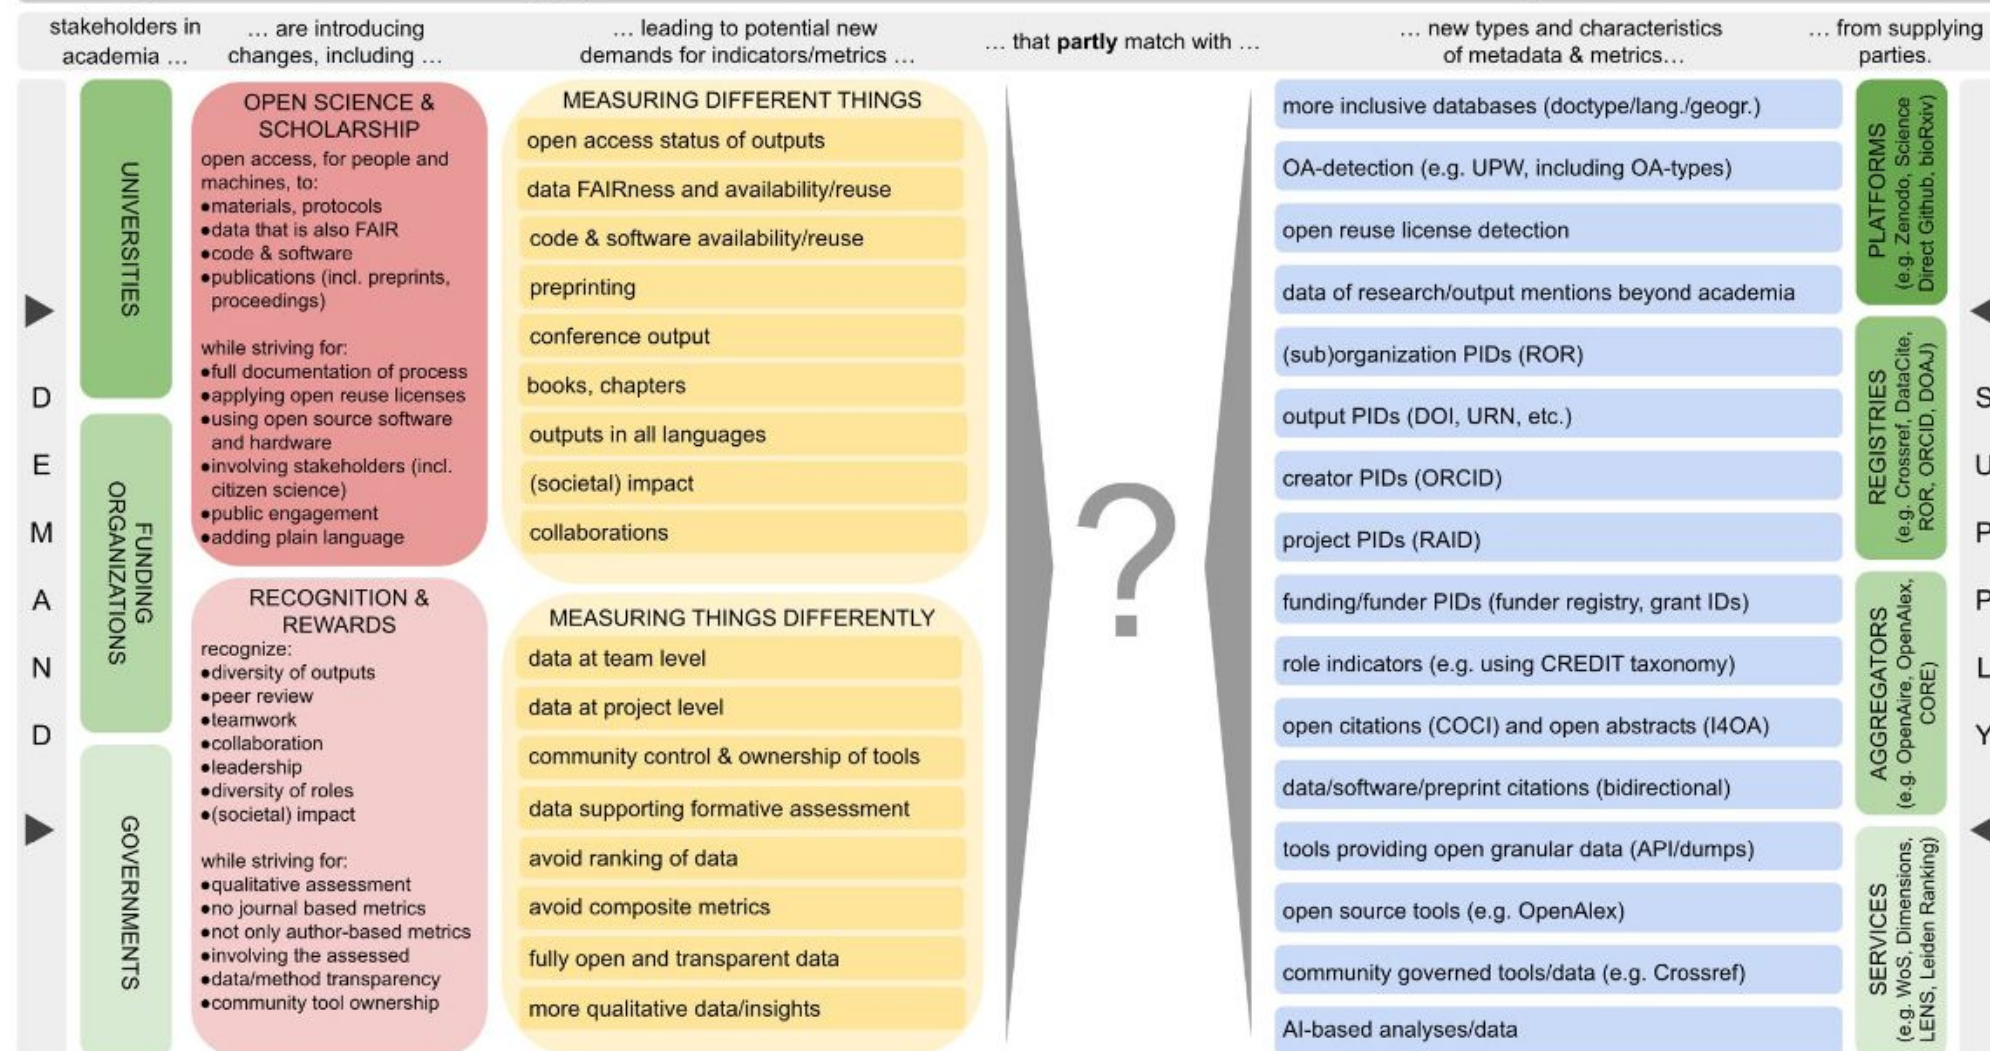 stakeholders in
academia ...
... are introducing
changes, including ...
... leading to potential new
demands for indicators/metrics ...
... that partly match with ...
... new types and characteristics
of metadata & metrics...
... from supplying
parties.
DEMAND
UNIVERSITIES
FUNDING
ORGANIZATIONS
GOVERNMENTS
OPEN SCIENCE &
SCHOLARSHIP
open access, for people and
machines, to:
●materials, protocols
●data that is also FAIR
●code & software
●publications (incl. preprints,
proceedings)
while striving for:
●full documentation of process
●applying open reuse licenses
●using open source software
and hardware
●involving stakeholders (incl.
citizen science)
●public engagement
●adding plain language
RECOGNITION &
REWARDS
recognize:
●diversity of outputs
●peer review
●teamwork
●collaboration
●leadership
●diversity of roles
●(societal) impact
while striving for:
●qualitative assessment
●no journal based metrics
●not only author-based metrics
●involving the assessed
●data/method transparency
●community tool ownership
MEASURING DIFFERENT THINGS
open access status of outputs
data FAIRness and availability/reuse
code & software availability/reuse
preprinting
conference output
books, chapters
outputs in all languages
(societal) impact
collaborations
MEASURING THINGS DIFFERENTLY
data at team level
data at project level
community control & ownership of tools
data supporting formative assessment
avoid ranking of data
avoid composite metrics
fully open and transparent data
more qualitative data/insights
?
more inclusive databases (doctype/lang./geogr.)
OA-detection (e.g. UPW, including OA-types)
open reuse license detection
data of research/output mentions beyond academia
(sub)organization PIDs (ROR)
output PIDs (DOI, URN, etc.)
creator PIDs (ORCID)
project PIDs (RAID)
funding/funder PIDs (funder registry, grant IDs)
role indicators (e.g. using CREDIT taxonomy)
open citations (COCI) and open abstracts (I4OA)
data/software/preprint citations (bidirectional)
tools providing open granular data (API/dumps)
open source tools (e.g. OpenAlex)
community governed tools/data (e.g. Crossref)
AI-based analyses/data
PLATFORMS
(e.g. Zenodo, Science
Direct Github, bioRxiv)
REGISTRIES
(e.g. Crossref, DataCite,
ROR, ORCID, DOAJ)
AGGREGATORS
(e.g. OpenAire, OpenAlex,
CORE)
SERVICES
(e.g. WoS, Dimensions,
LENS, Leiden Ranking)
SUPPLY